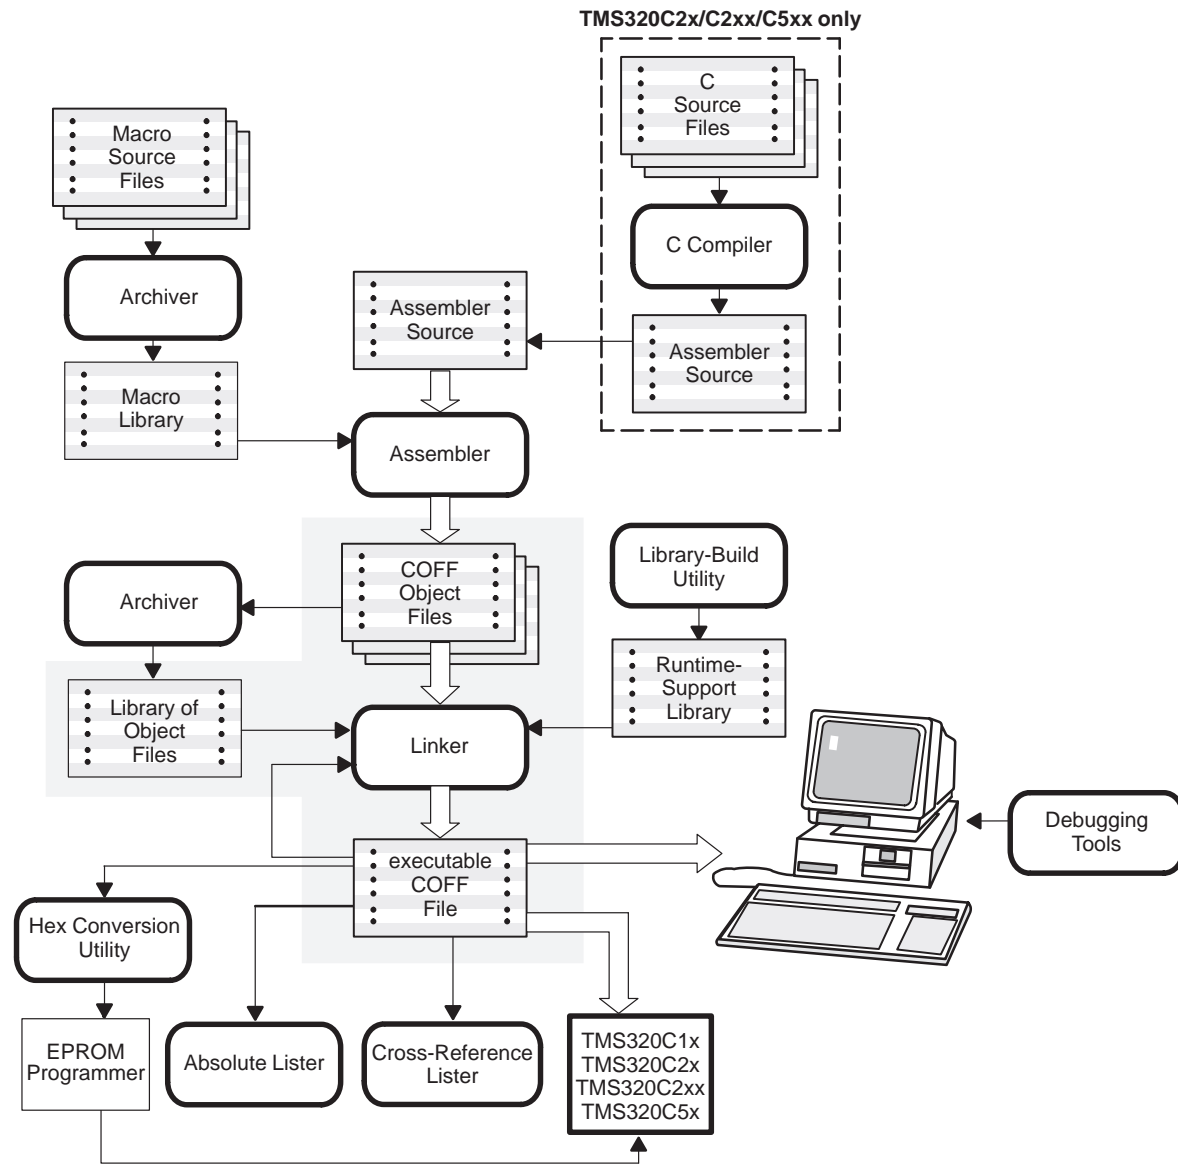 TMS320C2x/C2xx/C5xx only
C
Source
Files
Macro
Source
Files
C Compiler
Archiver
Assembler
Source
Assembler
Source
Macro
Library
Assembler
Library-Build
Utility
COFF
Object
Files
Archiver
Runtime-
Support
Library
Library of
Object
Files
Linker
Debugging
Tools
executable
COFF
File
Hex Conversion
Utility
EPROM
Programmer
Absolute Lister
Cross-Reference
Lister
TMS320C1x
TMS320C2x
TMS320C2xx
TMS320C5x